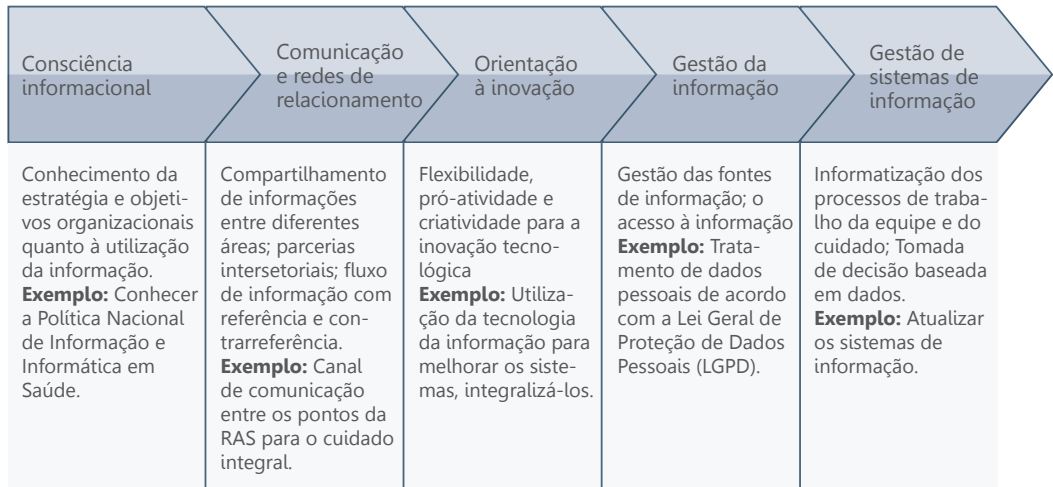 Consciência
informacional
Comunicação
e redes de
relacionamento
Orientação
à inovação
Gestão da
informação
Gestão de
sistemas de
informação
Conhecimento da
estratégia e objeti-
vos organizacionais
quanto à utilização
da informação.
Exemplo: Conhecer
a Política Nacional
de Informação e
Informática em
Saúde.
Compartilhamento
de informações
entre diferentes
áreas; parcerias
intersetoriais; fluxo
de informação com
referência e con-
trarreferência.
Exemplo: Canal
de comunicação
entre os pontos da
RAS para o cuidado
integral.
Flexibilidade,
pró-atividade e
criatividade para a
inovação tecno-
lógica
Exemplo: Utiliza-
ção da tecnologia
da informação para
melhorar os siste-
mas, integralizá-los.
Gestão das fontes
de informação; o
acesso à informação
Exemplo: Trata-
mento de dados
pessoais de acordo
com a Lei Geral de
Proteção de Dados
Pessoais (LGPD).
Informatização dos
processos de traba-
lho da equipe e do
cuidado; Tomada
de decisão baseada
em dados.
Exemplo: Atualizar
os sistemas de
informação.